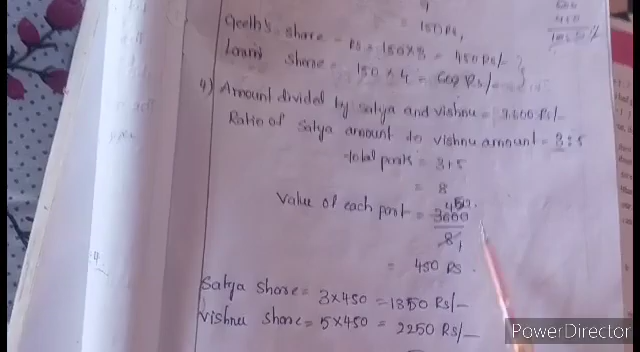 = 150 Rs,
Geeth's share = Rs = 150×3 = 450 Rs/-
Laxmi share = 150 × 4 = 600 Rs/-
4) Amount divided by Satya and Vishnu = 3600 Rs/-
Ratio of Satya amount to Vishnu amount = 3:5
total parts = 3+5
= 8
450
Value of each part = 3600
8 1
= 450 Rs.
Satya share = 3×450 = 1350 Rs/-
Vishnu share = 5×450 = 2250 Rs/-
PowerDirector